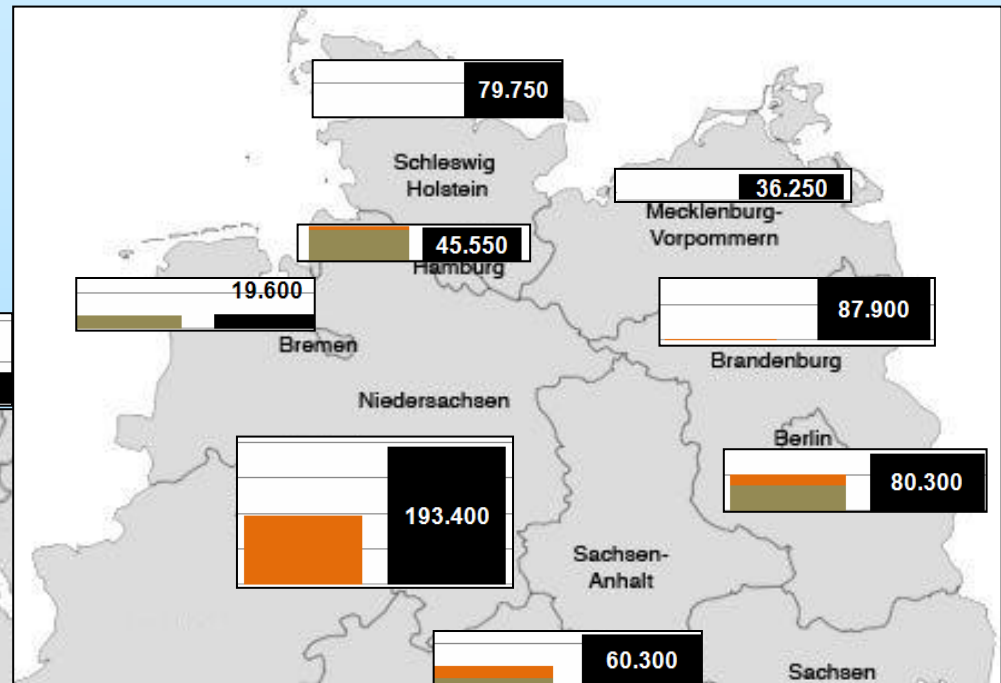 79.750
Schleswig
Holstein
36.250
Mecklenburg-
Vorpommern
45.550
Hamburg
19.600
Bremen
87.900
Brandenburg
Niedersachsen
Berlin
80.300
193.400
Sachsen-
Anhalt
60.300
Sachsen